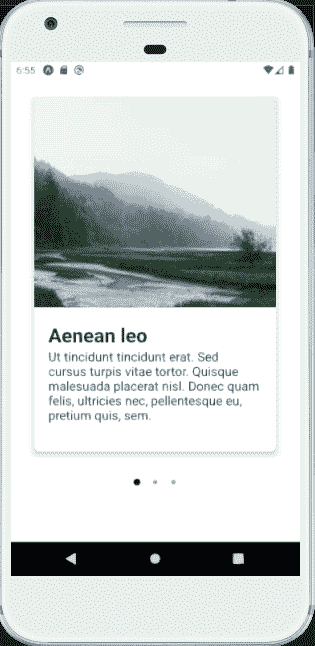 6:55
Aenean leo
Ut tincidunt tincidunt erat. Sed
cursus turpis vitae tortor. Quisque
malesuada placerat nisl. Donec quam
felis, ultricies nec, pellentesque eu,
pretium quis, sem.